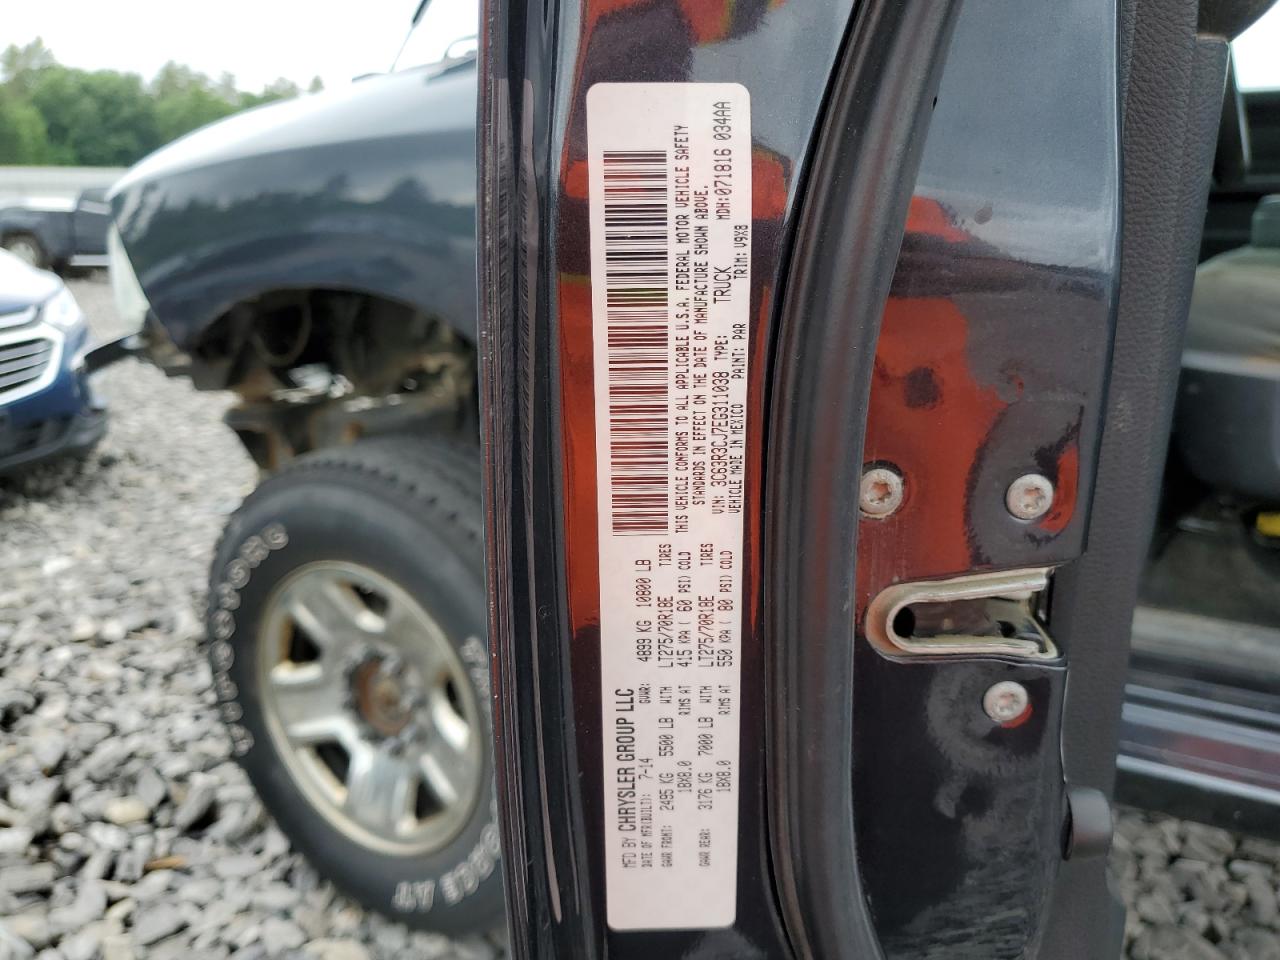 MFD BY CHRYSLER GROUP LLC
DATE OF MFR(BUILT): 7-14 GVWR: 4899 KG 10800 LB
GAWR FRONT: 2495 KG 5500 LB WITH LT275/70R18E TIRES
18X8.0 RIMS AT 415 KPA( 60 PSI) COLD
GAWR REAR: 3176 KG 7000 LB WITH LT275/70R18E TIRES
18X8.0 RIMS AT 550 KPA( 80 PSI) COLD
THIS VEHICLE CONFORMS TO ALL APPLICABLE U.S.A. FEDERAL MOTOR VEHICLE SAFETY
STANDARDS IN EFFECT ON THE DATE OF MANUFACTURE SHOWN ABOVE.
VIN: 3C63R3CJ7EG311038 TYPE: TRUCK MDH:071816 034AA
VEHICLE MADE IN MEXICO PAINT: PAR TRIM: V9X8